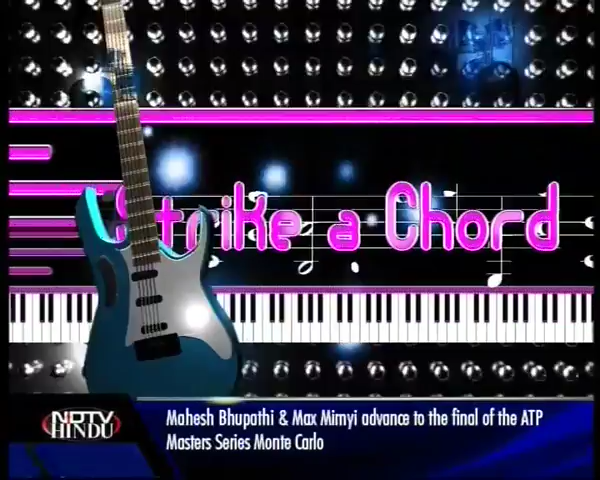 Strike a Chord
NDTV
HINDU
Mahesh Bhupathi & Max Mirnyi advance to the final of the ATP
Masters Series Monte Carlo